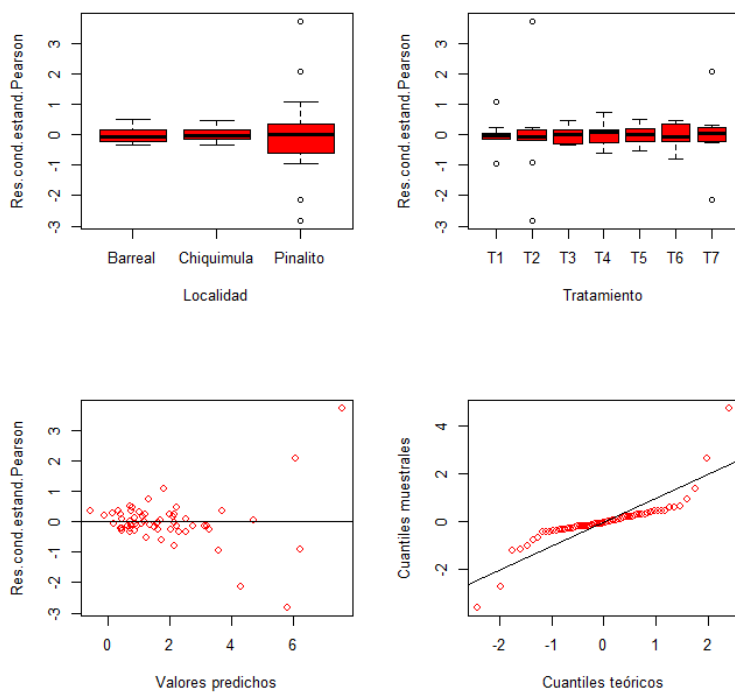 Res.cond.estand.Pearson
3
2
1
0
-1
-2
-3
Barreal Chiquimula Pinalito
Localidad
Res.cond.estand.Pearson
3
2
1
0
-1
-2
-3
T1 T2 T3 T4 T5 T6 T7
Tratamiento
Res.cond.estand.Pearson
3
2
1
0
-1
-2
-3
0 2 4 6
Valores predichos
Cuantiles muestrales
4
2
0
-2
-2 -1 0 1 2
Cuantiles teóricos